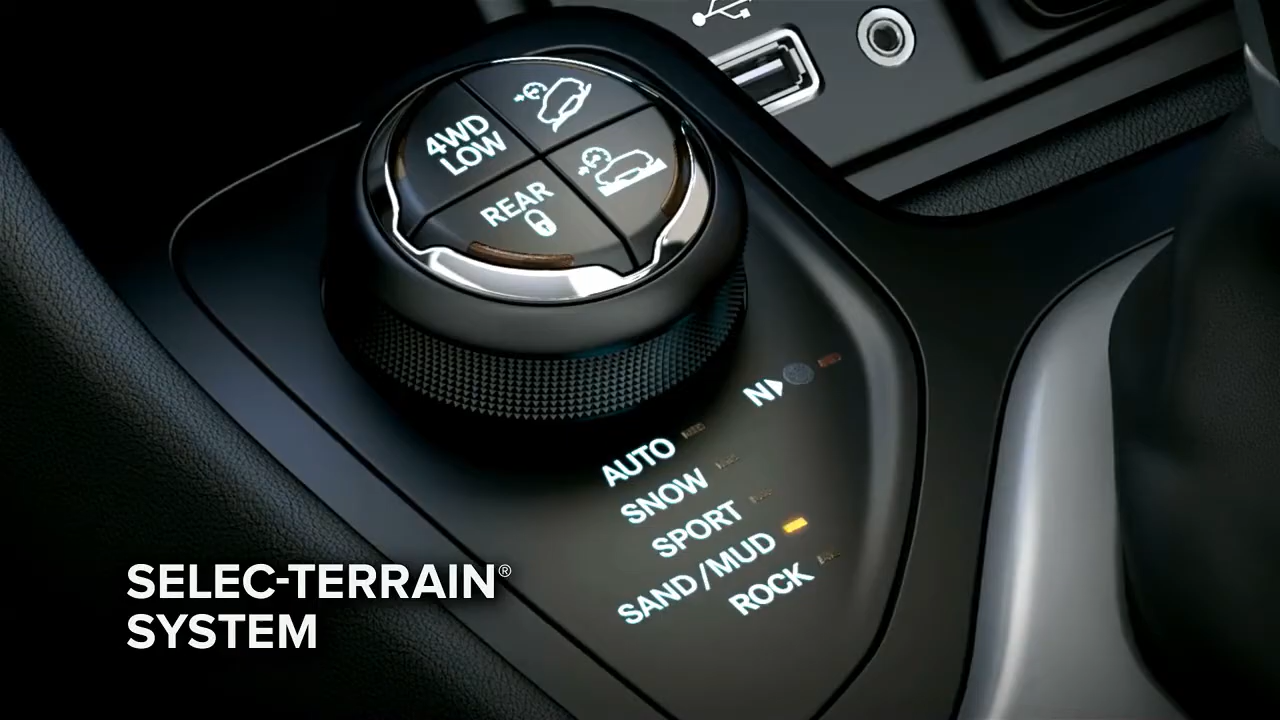 4WD
LOW
REAR
N
AUTO
SNOW
SPORT
SAND/MUD
ROCK
SELEC-TERRAIN®
SYSTEM